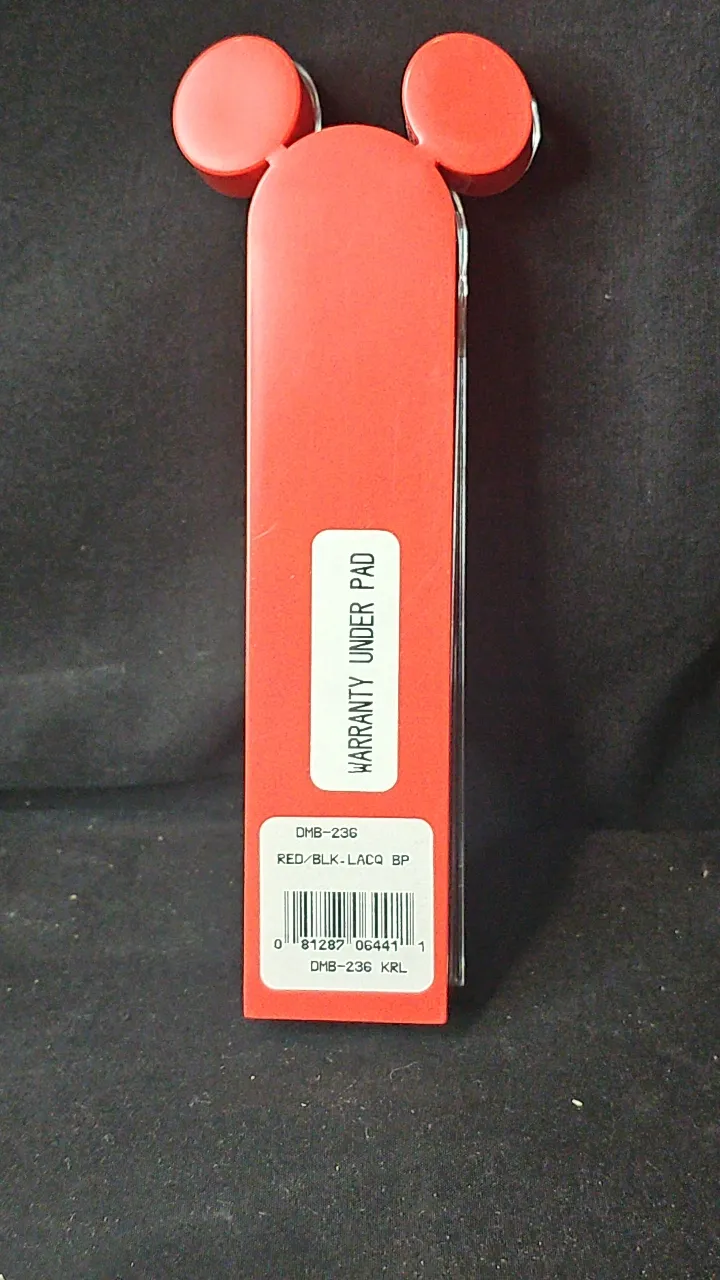 WARRANTY UNDER PAD
DMB-236
RED/BLK-LACQ BP
0 81287 06441 1
DMB-236 KRL